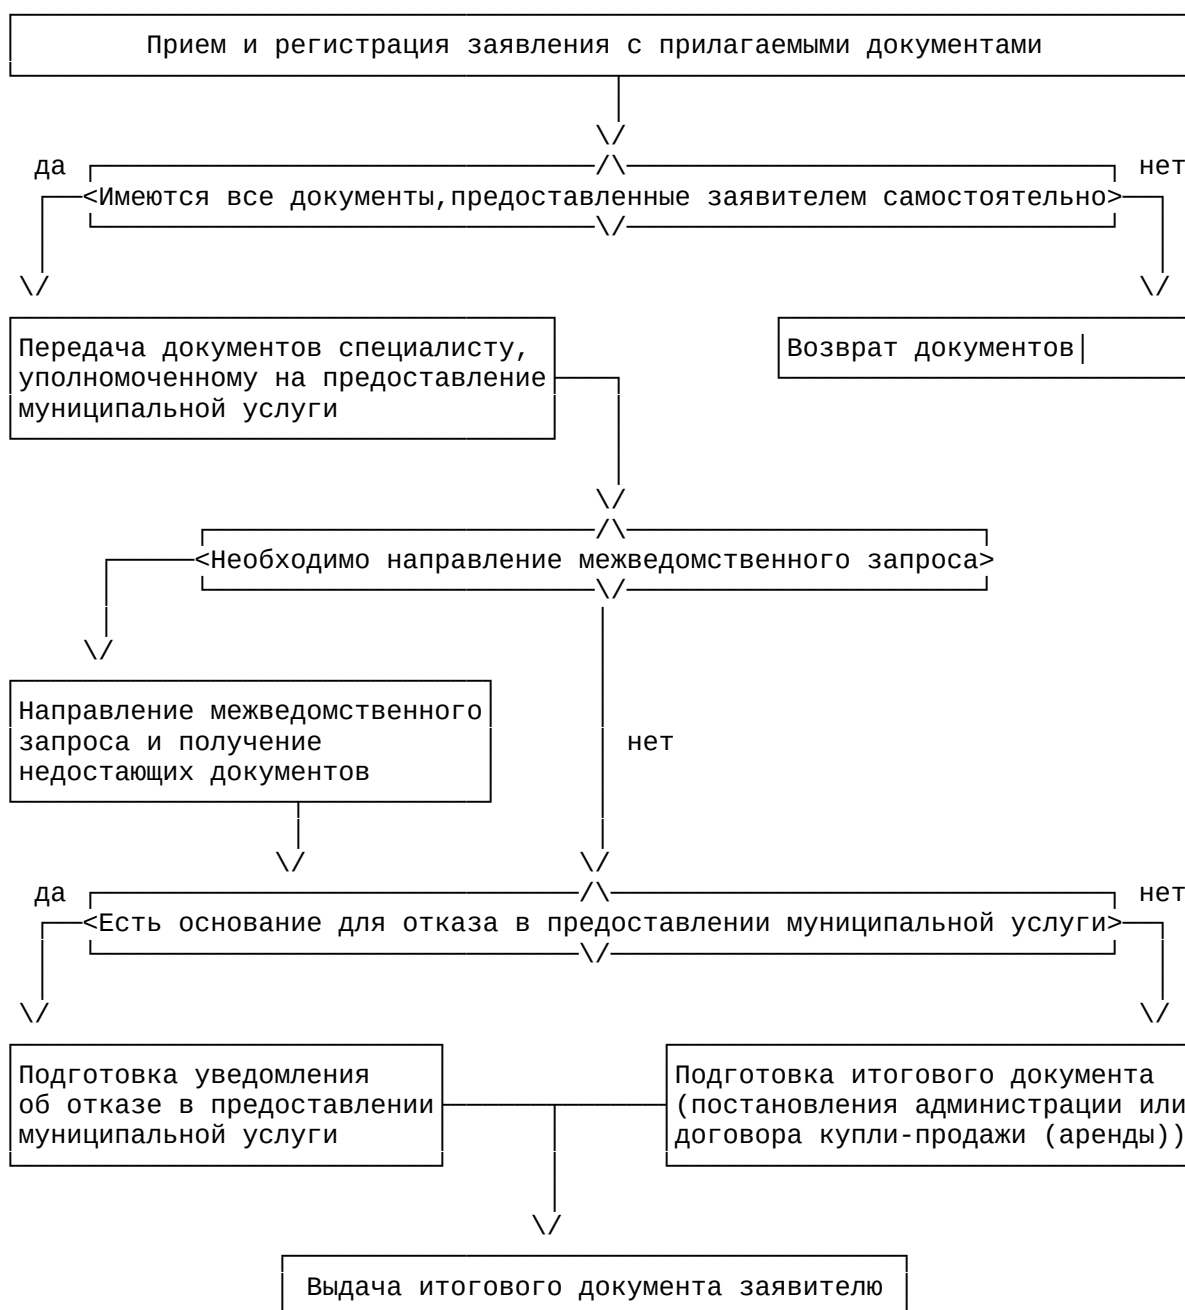 Прием и регистрация заявления с прилагаемыми документами
да
нет
<Имеются все документы,предоставленные заявителем самостоятельно>
Передача документов специалисту,
уполномоченному на предоставление
муниципальной услуги
Возврат документов
<Необходимо направление межведомственного запроса>
Направление межведомственного
запроса и получение
недостающих документов
нет
да
нет
<Есть основание для отказа в предоставлении муниципальной услуги>
Подготовка уведомления
об отказе в предоставлении
муниципальной услуги
Подготовка итогового документа
(постановления администрации или
договора купли-продажи (аренды))
Выдача итогового документа заявителю